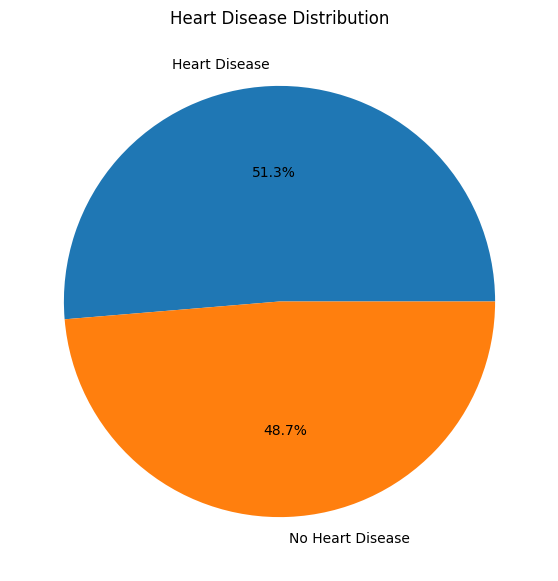 Heart Disease Distribution
Heart Disease
51.3%
48.7%
No Heart Disease